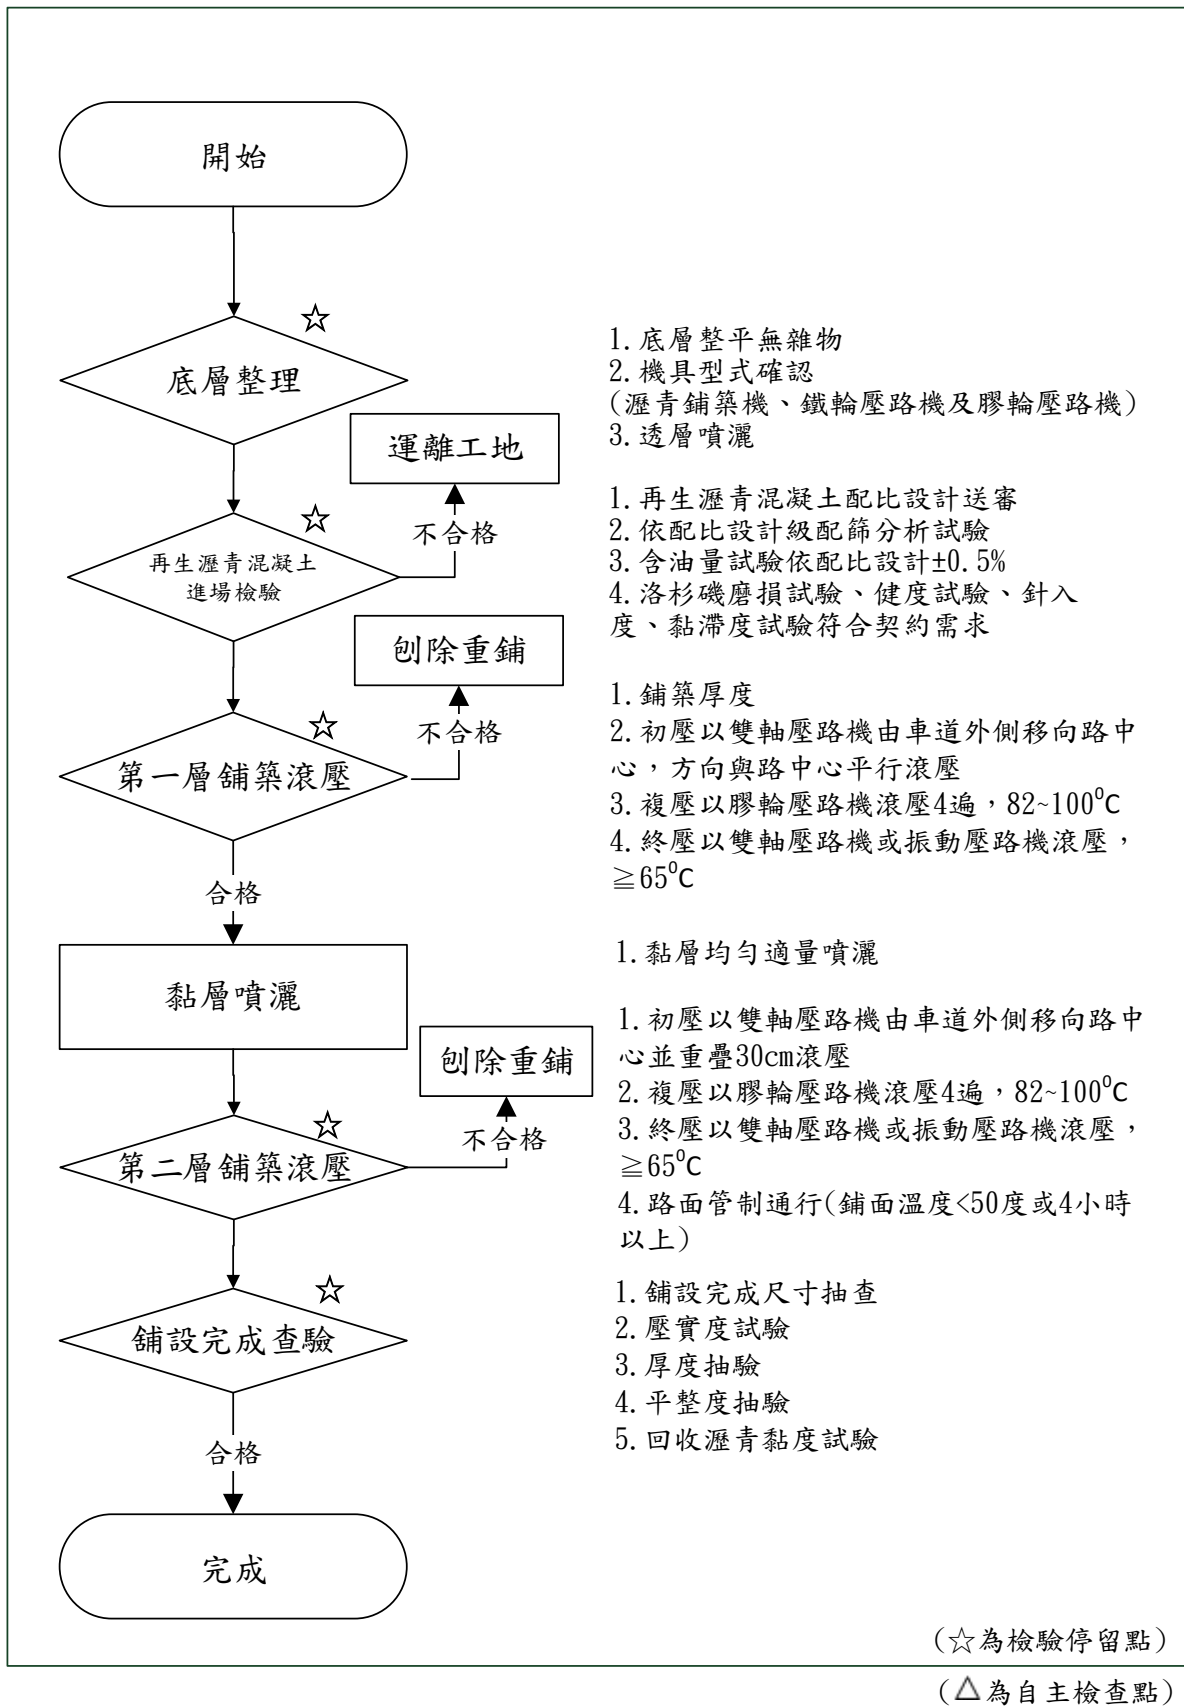 開始
底層整理
☆
1.底層整平無雜物
2.機具型式確認
(瀝青鋪築機、鐵輪壓路機及膠輪壓路機)
3.透層噴灑
運離工地
不合格
☆
再生瀝青混凝土
進場檢驗
1.再生瀝青混凝土配比設計送審
2.依配比設計級配篩分析試驗
3.含油量試驗依配比設計±0.5%
4.洛杉磯磨損試驗、健度試驗、針入
度、黏滯度試驗符合契約需求
刨除重鋪
不合格
☆
第一層舖築滾壓
1.鋪築厚度
2.初壓以雙軸壓路機由車道外側移向路中
心，方向與路中心平行滾壓
3.複壓以膠輪壓路機滾壓4遍，82~100⁰C
4.終壓以雙軸壓路機或振動壓路機滾壓，
≧65⁰C
合格
黏層噴灑
1.黏層均勻適量噴灑
刨除重鋪
不合格
☆
第二層舖築滾壓
1.初壓以雙軸壓路機由車道外側移向路中
心並重疊30cm滾壓
2.複壓以膠輪壓路機滾壓4遍，82~100⁰C
3.終壓以雙軸壓路機或振動壓路機滾壓，
≧65⁰C
4.路面管制通行(鋪面溫度<50度或4小時
以上)
☆
舖設完成查驗
1.舖設完成尺寸抽查
2.壓實度試驗
3.厚度抽驗
4.平整度抽驗
5.回收瀝青黏度試驗
合格
完成
(☆為檢驗停留點)
(△為自主檢查點)